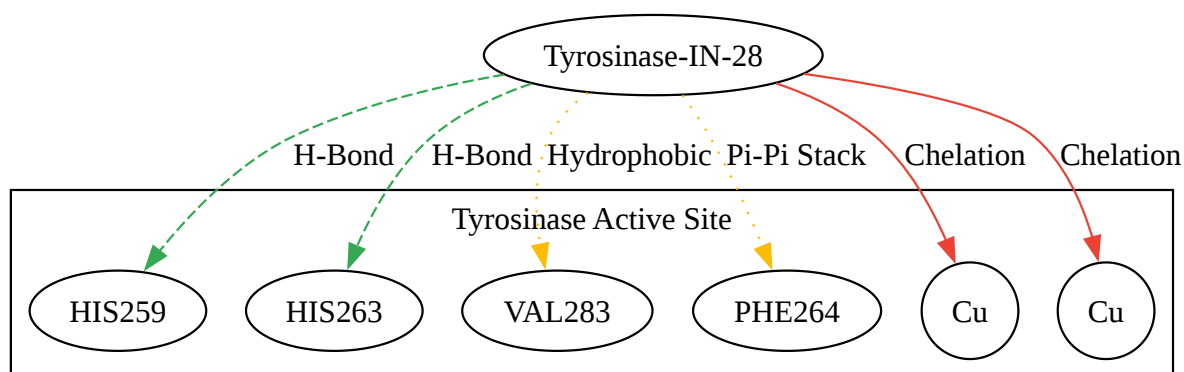 Tyrosinase-IN-28
H-Bond H-Bond Hydrophobic Pi-Pi Stack Chelation Chelation
Tyrosinase Active Site
HIS259 HIS263 VAL283 PHE264 Cu Cu